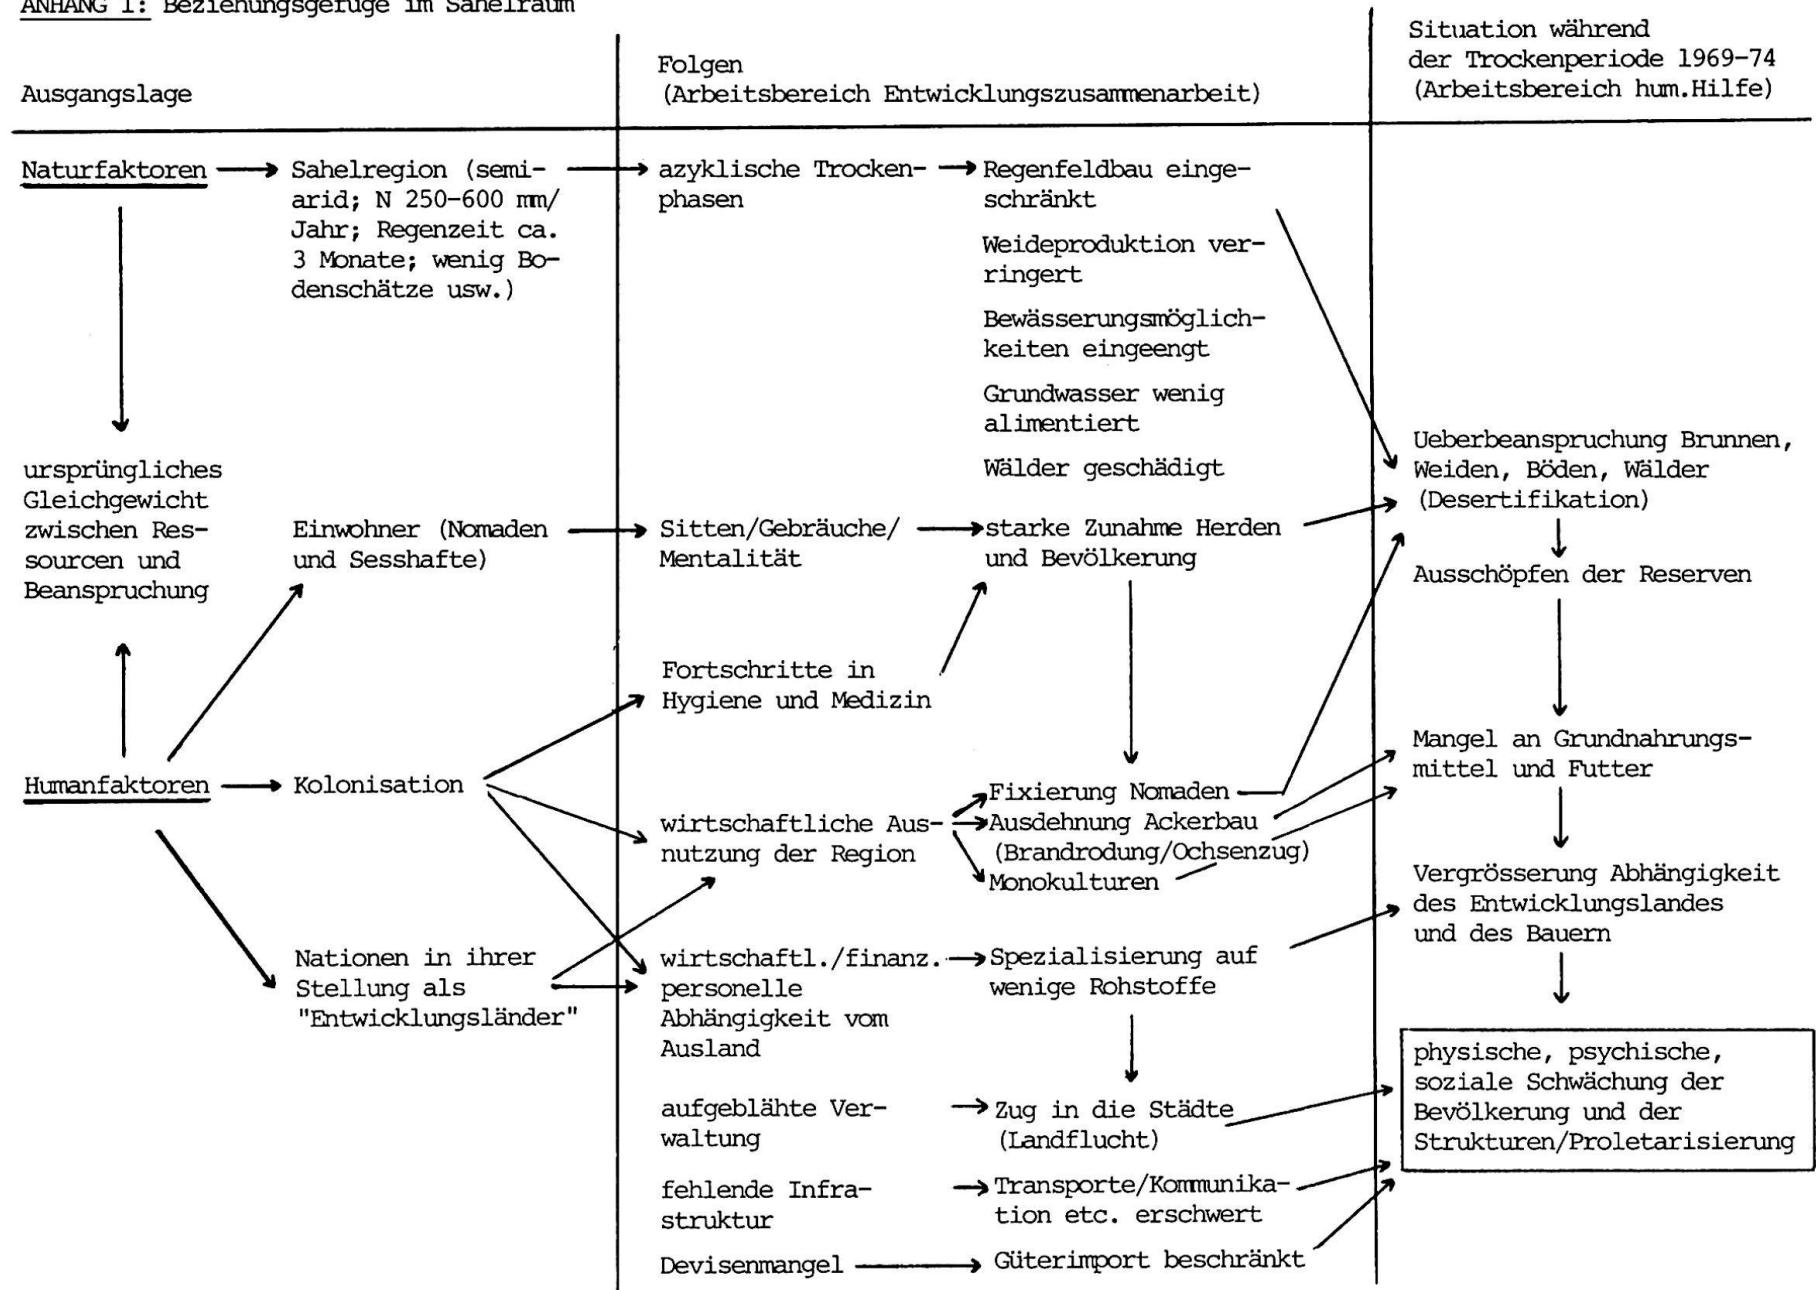 ANHANG I: Beziehungsgefüge im Sahelraum
Ausgangslage
Folgen
(Arbeitsbereich Entwicklungszusammenarbeit)
Situation während
der Trockenperiode 1969-74
(Arbeitsbereich hum.Hilfe)
Naturfaktoren
Sahelregion (semi-
arid; N 250-600 mm/
Jahr; Regenzeit ca.
3 Monate; wenig Bo-
denschätze usw.)
azyklische Trocken-
phasen
Regenfeldbau einge-
schränkt
Weideproduktion ver-
ringert
Bewässerungsmöglich-
keiten eingeengt
Grundwasser wenig
alimentiert
Wälder geschädigt
ursprüngliches
Gleichgewicht
zwischen Res-
sourcen und
Beanspruchung
Einwohner (Nomaden
und Sesshafte)
Sitten/Gebräuche/
Mentalität
starke Zunahme Herden
und Bevölkerung
Ueberbeanspruchung Brunnen,
Weiden, Böden, Wälder
(Desertifikation)
Ausschöpfen der Reserven
Fortschritte in
Hygiene und Medizin
Humanfaktoren
Kolonisation
wirtschaftliche Aus-
nutzung der Region
Fixierung Nomaden
Ausdehnung Ackerbau
(Brandrodung/Ochsenzug)
Monokulturen
Mangel an Grundnahrungs-
mittel und Futter
Vergrösserung Abhängigkeit
des Entwicklungslandes
und des Bauern
Nationen in ihrer
Stellung als
"Entwicklungsländer"
wirtschaftl./finanz.
personelle
Abhängigkeit vom
Ausland
Spezialisierung auf
wenige Rohstoffe
physische, psychische,
soziale Schwächung der
Bevölkerung und der
Strukturen/Proletarisierung
aufgeblähte Ver-
waltung
Zug in die Städte
(Landflucht)
fehlende Infra-
struktur
Transporte/Kommunika-
tion etc. erschwert
Devisenmangel
Güterimport beschränkt